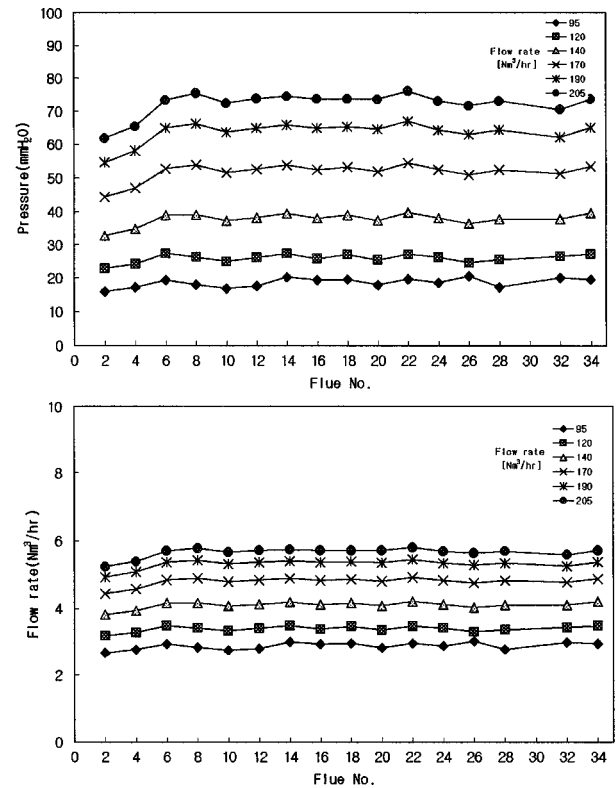 100
90
80
70
60
50
40
30
20
10
0
Pressure(mmH₂O)
Flow rate
[Nm³/hr]
95
120
140
170
190
205
0 2 4 6 8 10 12 14 16 18 20 22 24 26 28 30 32 34
Flue No.
10
8
6
4
2
0
Flow rate(Nm³/hr)
Flow rate
[Nm³/hr]
95
120
140
170
190
205
0 2 4 6 8 10 12 14 16 18 20 22 24 26 28 30 32 34
Flue No.